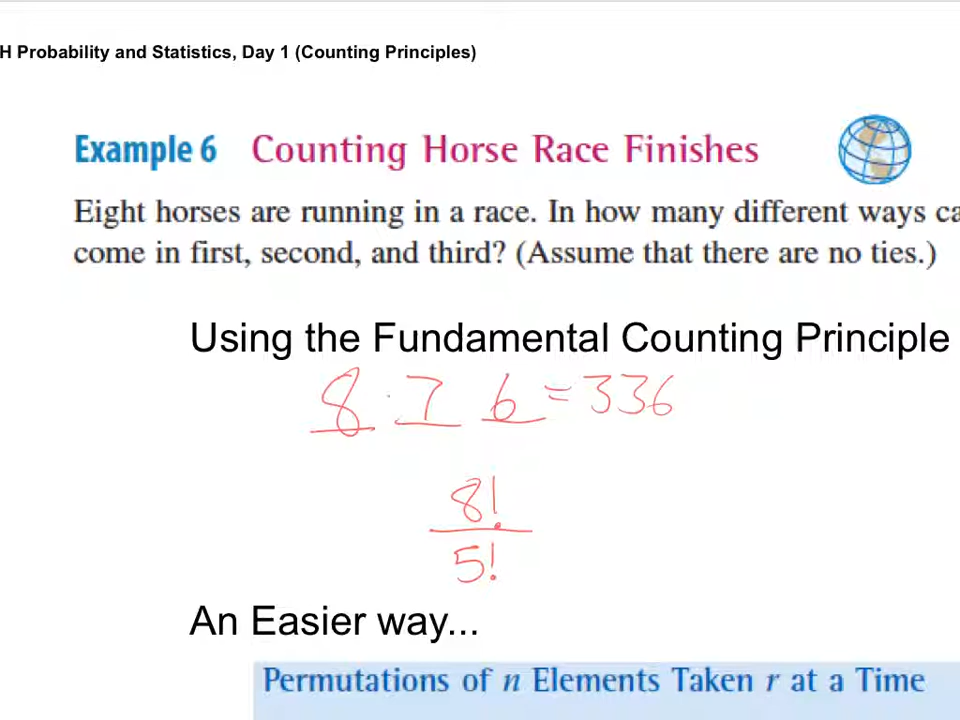 H Probability and Statistics, Day 1 (Counting Principles)
Example 6 Counting Horse Race Finishes
Eight horses are running in a race. In how many different ways
come in first, second, and third? (Assume that there are no ties.)
Using the Fundamental Counting Principle
8 · 7 6 = 336
8!
5!
An Easier way...
Permutations of n Elements Taken r at a Time